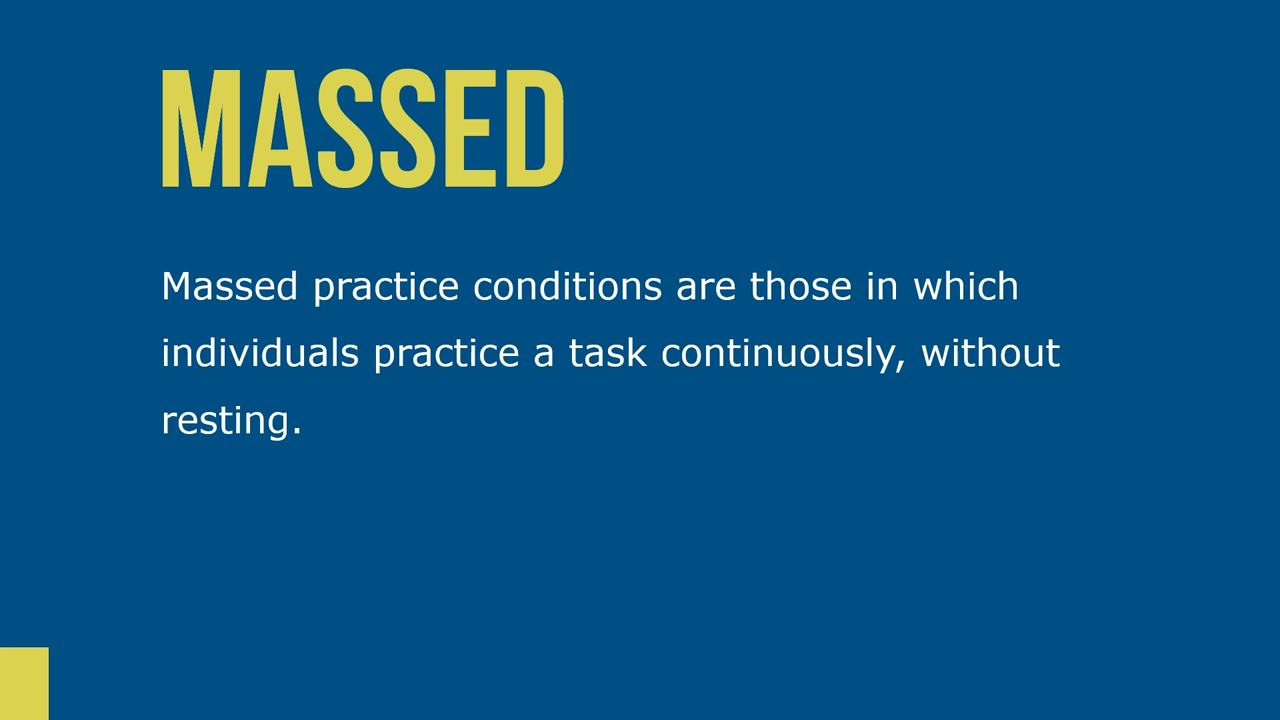 MASSED
Massed practice conditions are those in which
individuals practice a task continuously, without
resting.